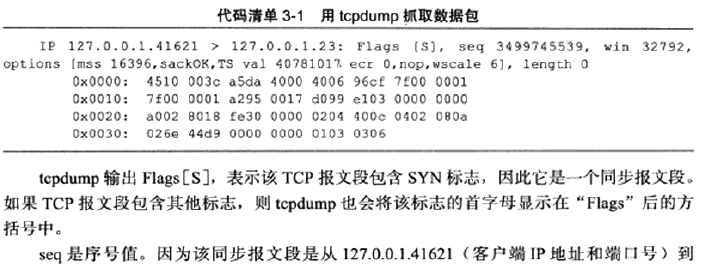 代码清单 3-1 用 tcpdump 抓取数据包
IP 127.0.0.1.41621 > 127.0.0.1.23: Flags [S], seq 3499745539, win 32792,
options [mss 16396,sackOK,TS val 40781017 ecr 0,nop,wscale 6], length 0
0x0000: 4510 003c a5da 4000 4006 96cf 7f00 0001
0x0010: 7f00 0001 a295 0017 d099 e103 0000 0000
0x0020: a002 8018 fe30 0000 0204 400c 0402 080a
0x0030: 026e 44d9 0000 0000 0103 0306
tcpdump 输出 Flags[S]，表示该 TCP 报文段包含 SYN 标志，因此它是一个同步报文段。
如果 TCP 报文段包含其他标志，则 tcpdump 也会将该标志的首字母显示在“Flags”后的方
括号中。
seq 是序号值。因为该同步报文段是从 127.0.0.1.41621（客户端 IP 地址和端口号）到